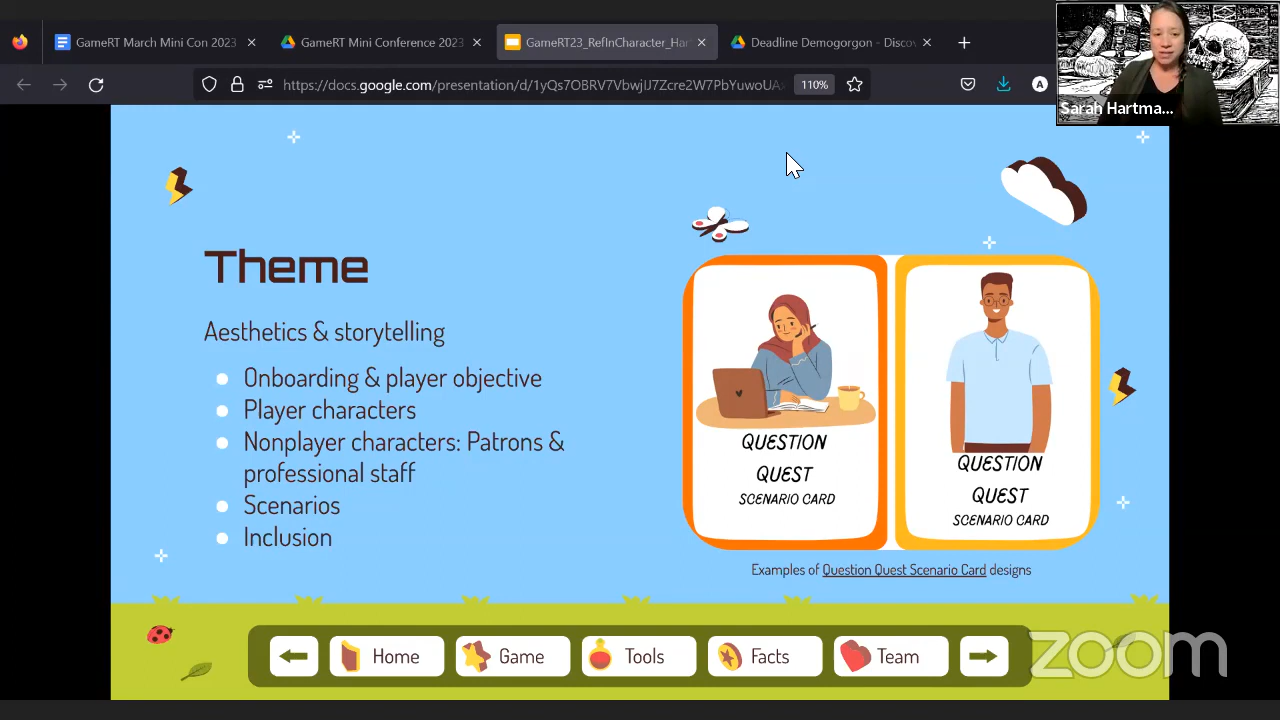 GameRT March Mini Con 2023
GameRT Mini Conference 2023
GameRT23_RefInCharacter_Har
Deadline Demogorgon - Discov
https://docs.google.com/presentation/d/1yQs7OBRV7VbwjIJ7Zcre2W7PbYuwoUA
110%
A
Sarah Hartma...
Theme
Aesthetics & storytelling
Onboarding & player objective
Player characters
Nonplayer characters: Patrons &
professional staff
Scenarios
Inclusion
QUESTION
QUEST
SCENARIO CARD
QUESTION
QUEST
SCENARIO CARD
Examples of Question Quest Scenario Card designs
Home
Game
Tools
Facts
Team
zoom